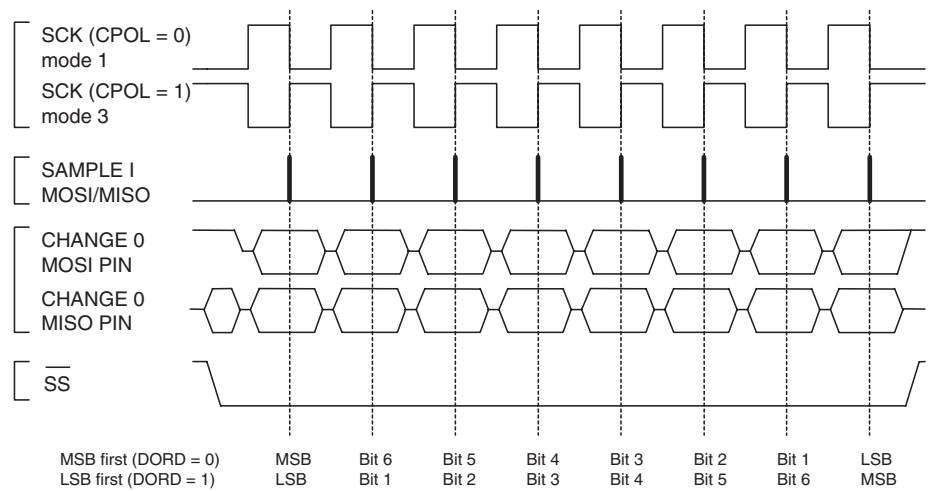 SCK (CPOL = 0)
mode 1
SCK (CPOL = 1)
mode 3
SAMPLE I
MOSI/MISO
CHANGE 0
MOSI PIN
CHANGE 0
MISO PIN
SS
MSB first (DORD = 0) MSB Bit 6 Bit 5 Bit 4 Bit 3 Bit 2 Bit 1 LSB
LSB first (DORD = 1) LSB Bit 1 Bit 2 Bit 3 Bit 4 Bit 5 Bit 6 MSB